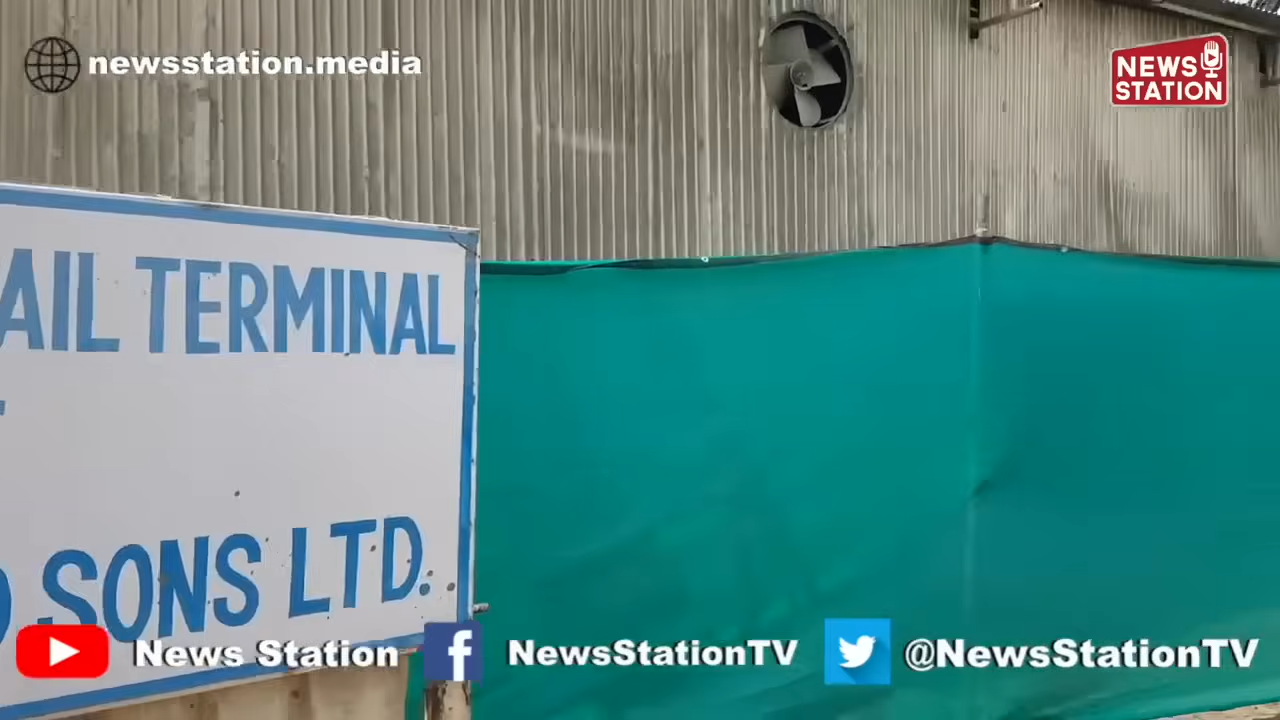 newsstation.media
NEWS
STATION
AIL TERMINAL
SONS LTD.
News Station
NewsStationTV
@NewsStationTV